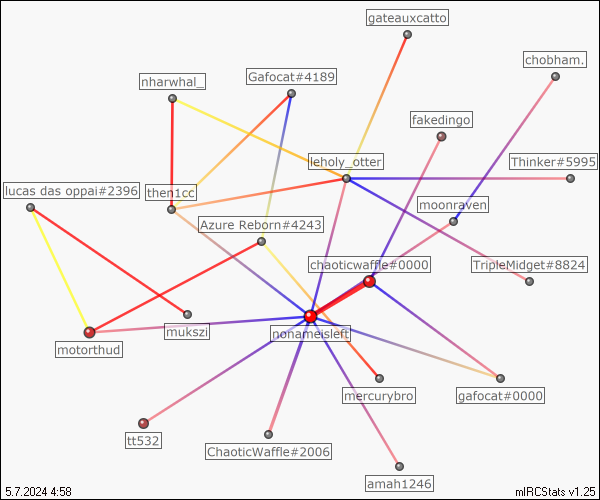 gateauxcatto
chobham.
Gafocat#4189
nharwhal_
fakedingo
leholy_otter
Thinker#5995
lucas das oppai#2396
then1cc
moonraven
Azure Reborn#4243
chaoticwaffle#0000
TripleMidget#8824
mukszi
nonameisleft
motorthud
mercurybro
gafocat#0000
tt532
ChaoticWaffle#2006
amah1246
5.7.2024 4:58
mIRCStats v1.25